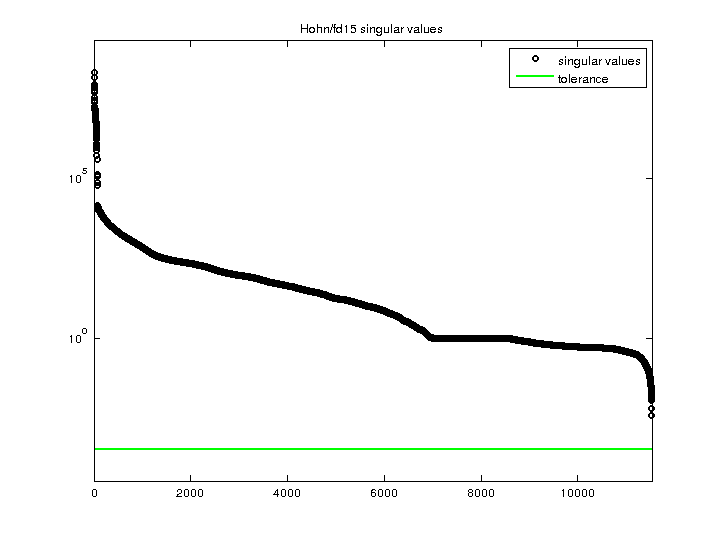 Hohn/fd15 singular values
singular values
tolerance
10^5
10^0
0 2000 4000 6000 8000 10000